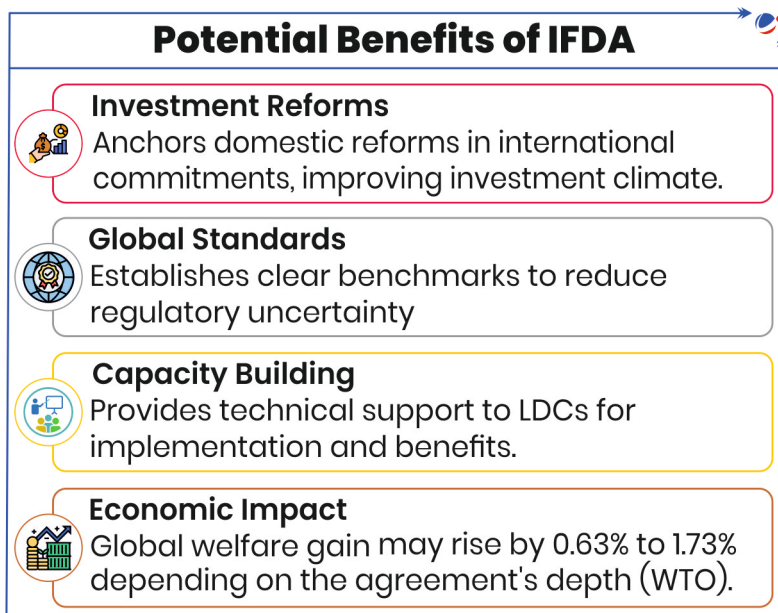 Potential Benefits of IFDA
Investment Reforms
Anchors domestic reforms in international
commitments, improving investment climate.
Global Standards
Establishes clear benchmarks to reduce
regulatory uncertainty
Capacity Building
Provides technical support to LDCs for
implementation and benefits.
Economic Impact
Global welfare gain may rise by 0.63% to 1.73%
depending on the agreement's depth (WTO).